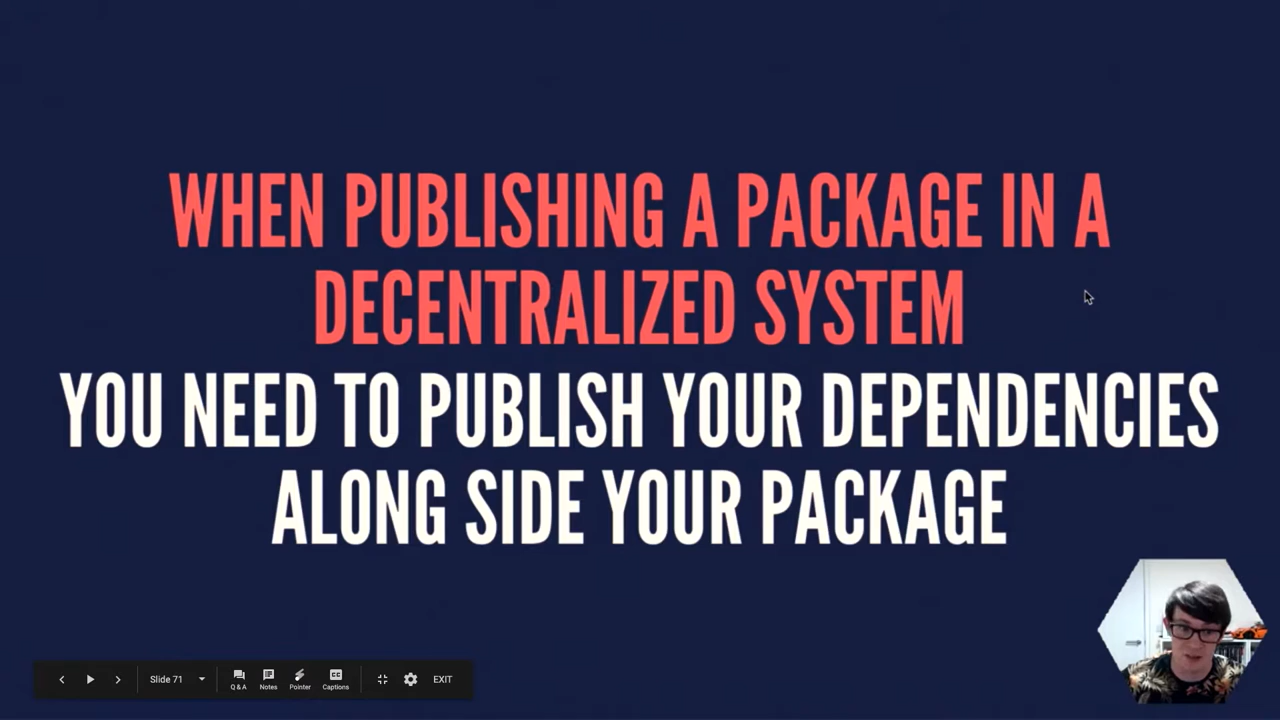 WHEN PUBLISHING A PACKAGE IN A
DECENTRALIZED SYSTEM
YOU NEED TO PUBLISH YOUR DEPENDENCIES
ALONG SIDE YOUR PACKAGE
Slide 71
Q & A
Notes
Pointer
CC
Captions
EXIT